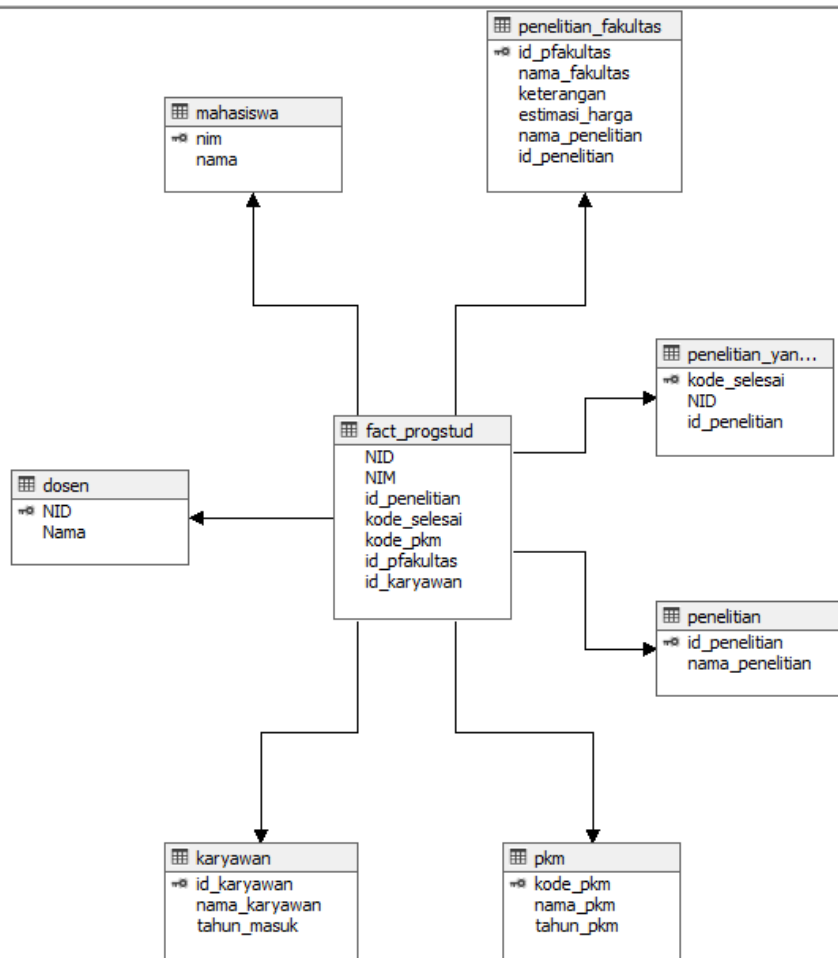 penelitian_fakultas
id_pfakultas
nama_fakultas
keterangan
estimasi_harga
nama_penelitian
id_penelitian
mahasiswa
nim
nama
penelitian_yan...
kode_selesai
NID
id_penelitian
fact_progstud
NID
NIM
id_penelitian
kode_selesai
kode_pkm
id_pfakultas
id_karyawan
dosen
NID
Nama
penelitian
id_penelitian
nama_penelitian
karyawan
id_karyawan
nama_karyawan
tahun_masuk
pkm
kode_pkm
nama_pkm
tahun_pkm